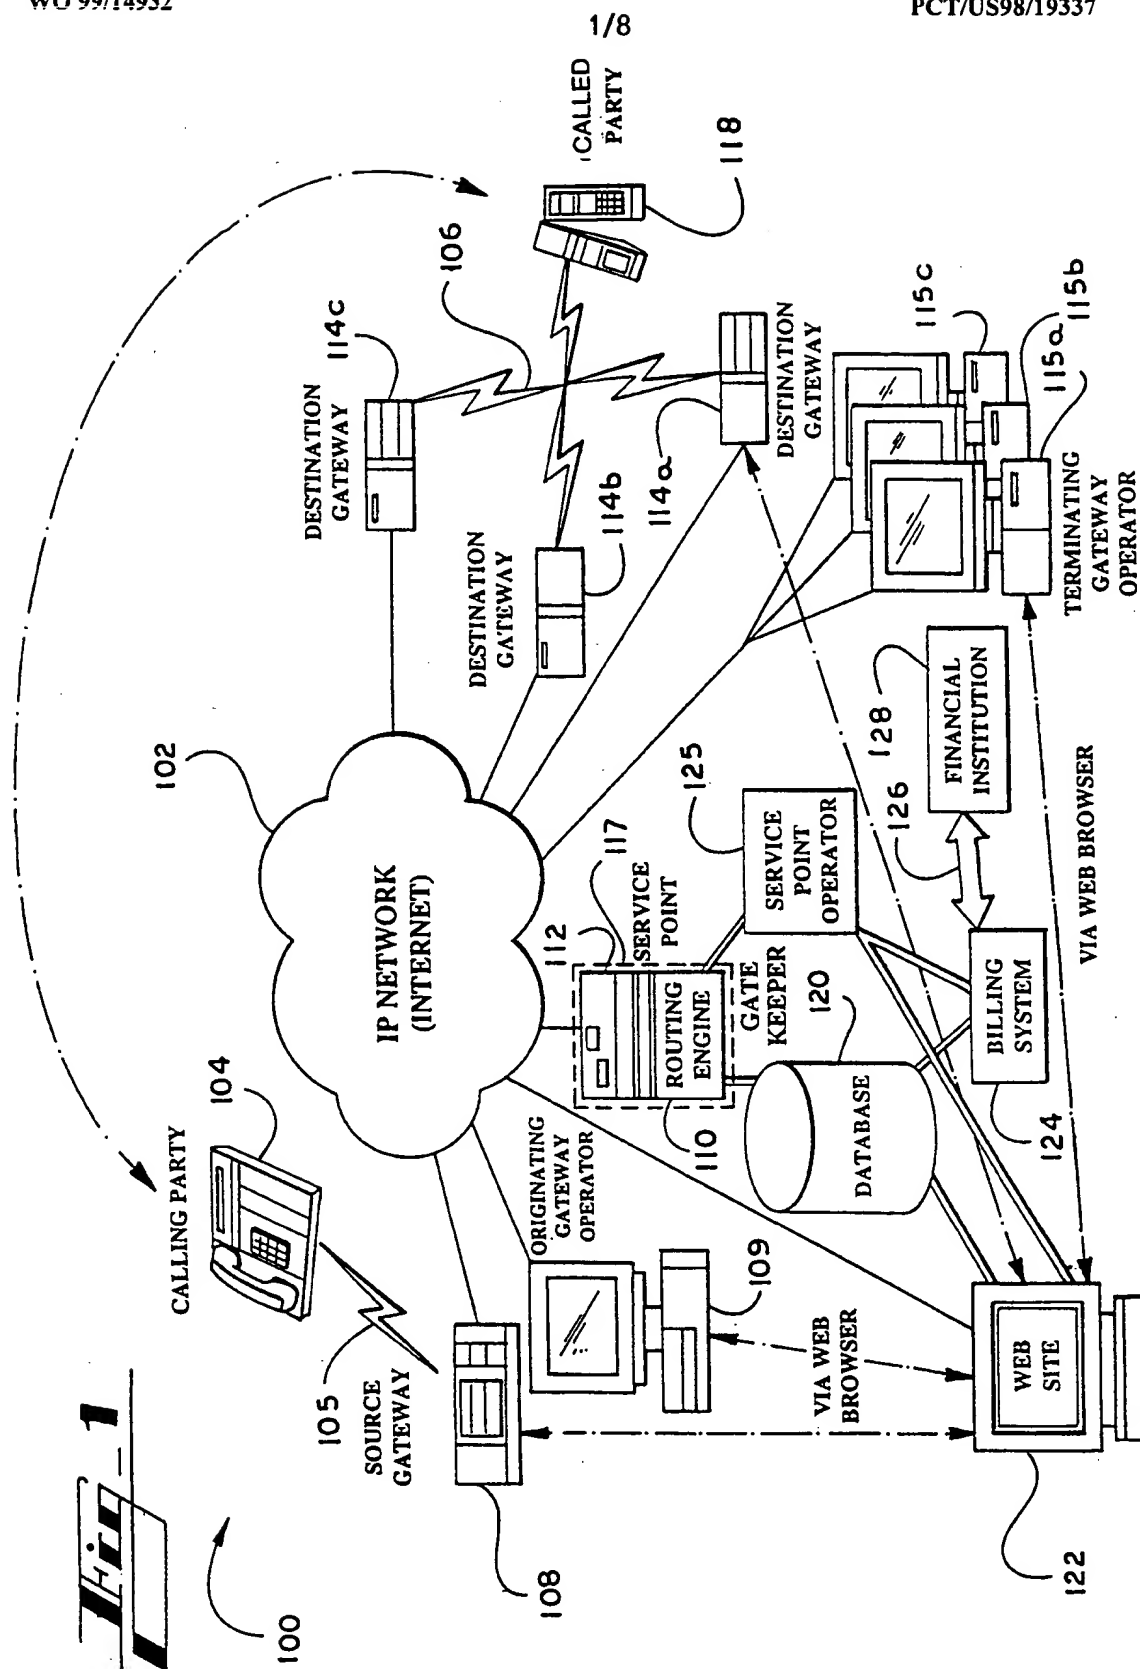 WO 99/14932
PCT/US98/19337
1/8
Fig_1
100
CALLING PARTY
104
105
SOURCE
GATEWAY
108
102
IP NETWORK
(INTERNET)
DESTINATION
GATEWAY
114c
106
CALLED
PARTY
118
DESTINATION
GATEWAY
114b
114a
DESTINATION
GATEWAY
115c
115b
115a
TERMINATING
GATEWAY
OPERATOR
ORIGINATING
GATEWAY
OPERATOR
109
112
117
SERVICE
POINT
ROUTING
ENGINE
110
GATE
KEEPER
125
SERVICE
POINT
OPERATOR
120
DATABASE
128
FINANCIAL
INSTITUTION
126
BILLING
SYSTEM
124
VIA WEB
BROWSER
VIA WEB BROWSER
WEB
SITE
122